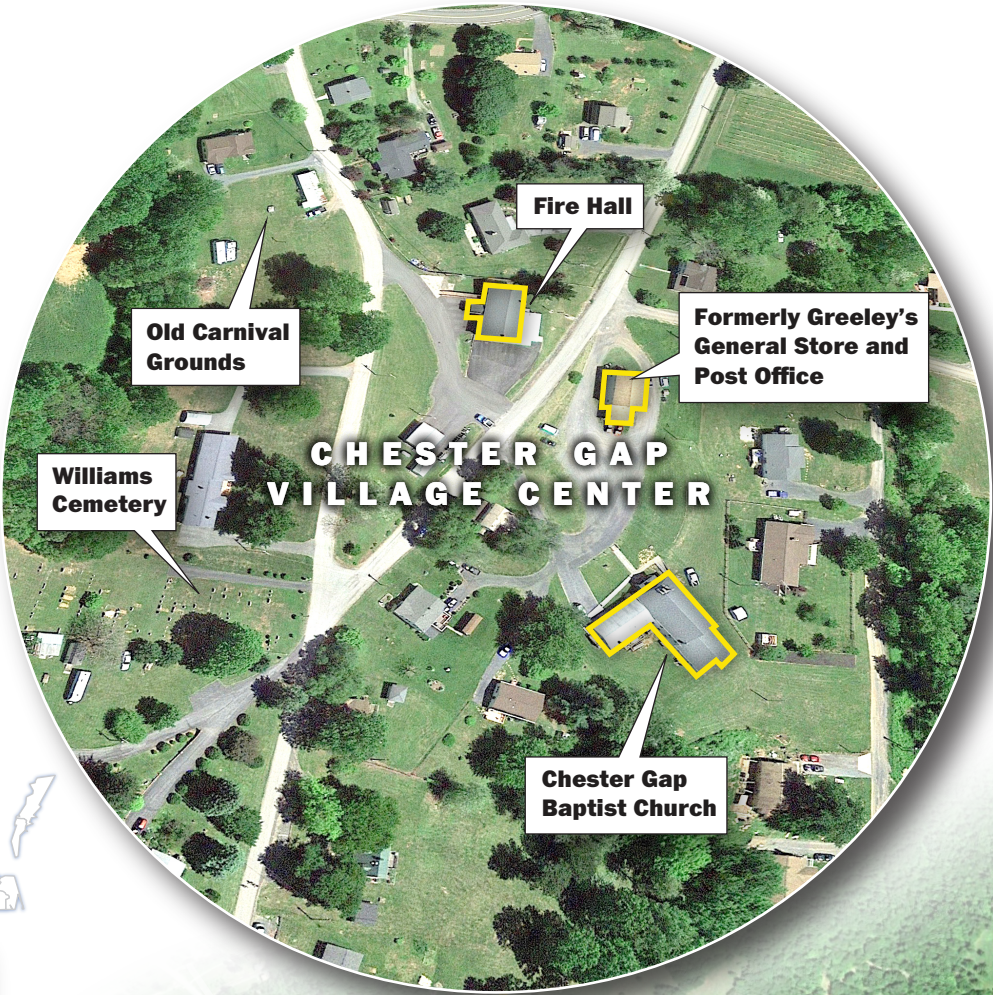 Fire Hall
Formerly Greeley’s
General Store and
Post Office
Old Carnival
Grounds
CHESTER GAP
VILLAGE CENTER
Williams
Cemetery
Chester Gap
Baptist Church